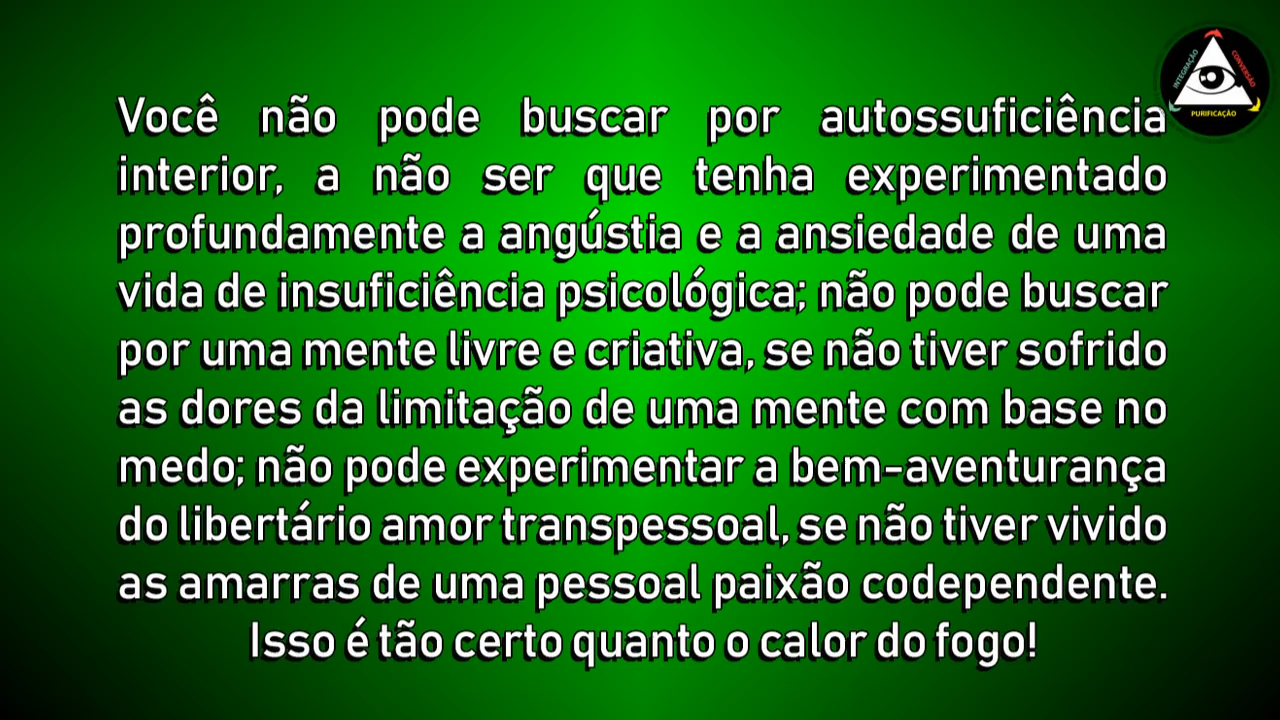 Você não pode buscar por autossuficiência
interior, a não ser que tenha experimentado
profundamente a angústia e a ansiedade de uma
vida de insuficiência psicológica; não pode buscar
por uma mente livre e criativa, se não tiver sofrido
as dores da limitação de uma mente com base no
medo; não pode experimentar a bem-aventurança
do libertário amor transpessoal, se não tiver vivido
as amarras de uma pessoal paixão codependente.
Isso é tão certo quanto o calor do fogo!
INTEGRAÇÃO
CONVERSÃO
PURIFICAÇÃO